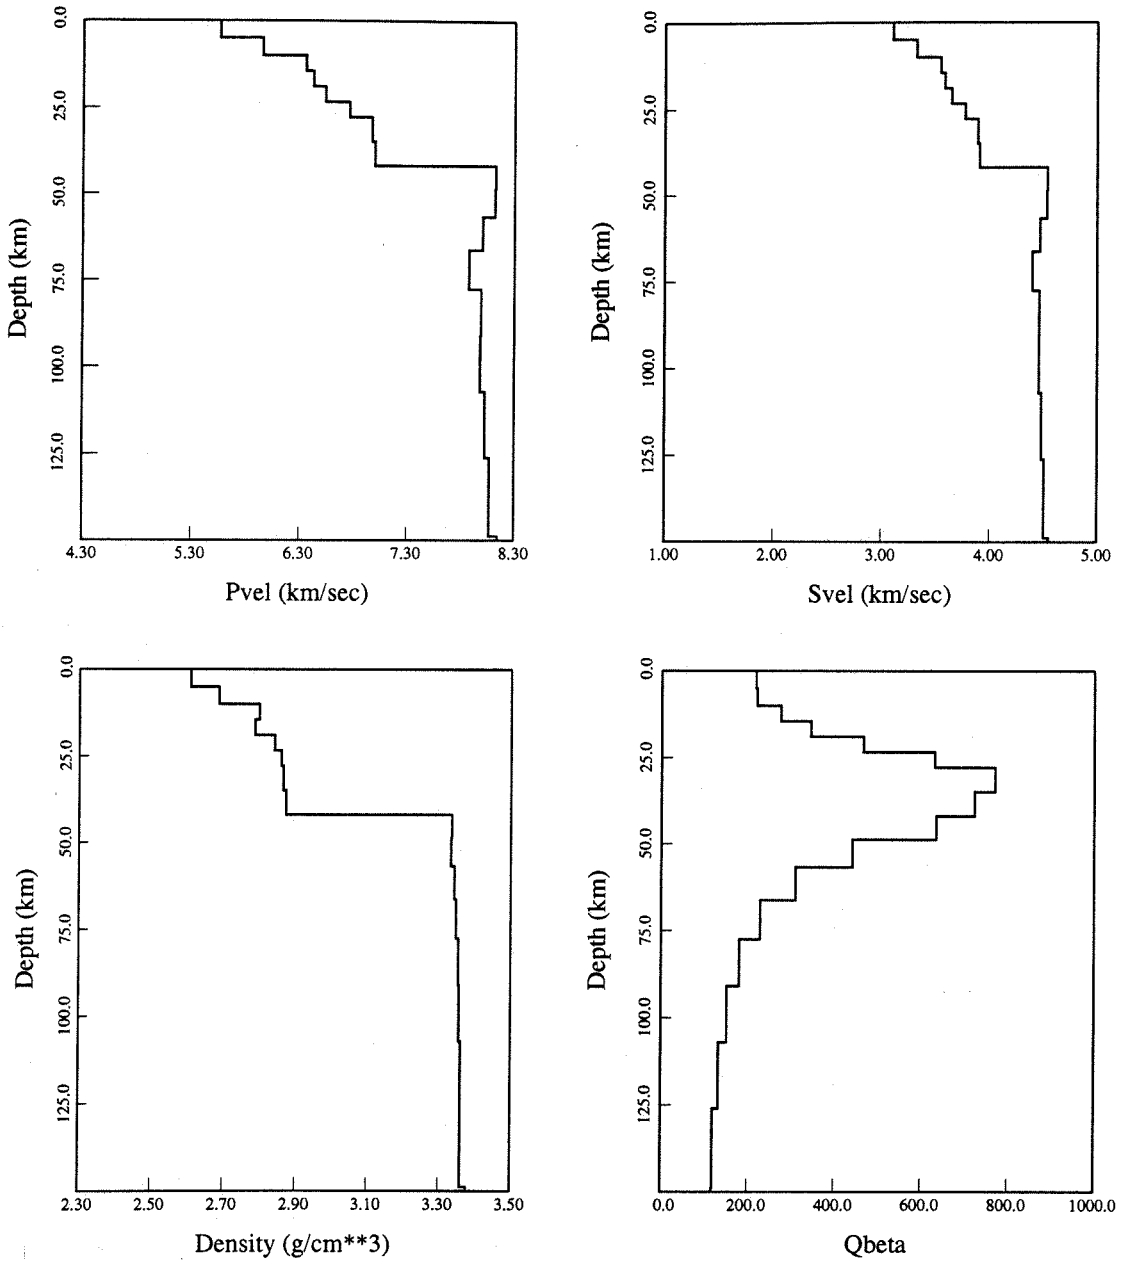 0.0
25.0
50.0
75.0
100.0
125.0
Depth (km)
4.30 5.30 6.30 7.30 8.30
Pvel (km/sec)
0.0
25.0
50.0
75.0
100.0
125.0
Depth (km)
1.00 2.00 3.00 4.00 5.00
Svel (km/sec)
0.0
25.0
50.0
75.0
100.0
125.0
Depth (km)
2.30 2.50 2.70 2.90 3.10 3.30 3.50
Density (g/cm**3)
0.0
25.0
50.0
75.0
100.0
125.0
Depth (km)
0.0 200.0 400.0 600.0 800.0 1000.0
Qbeta